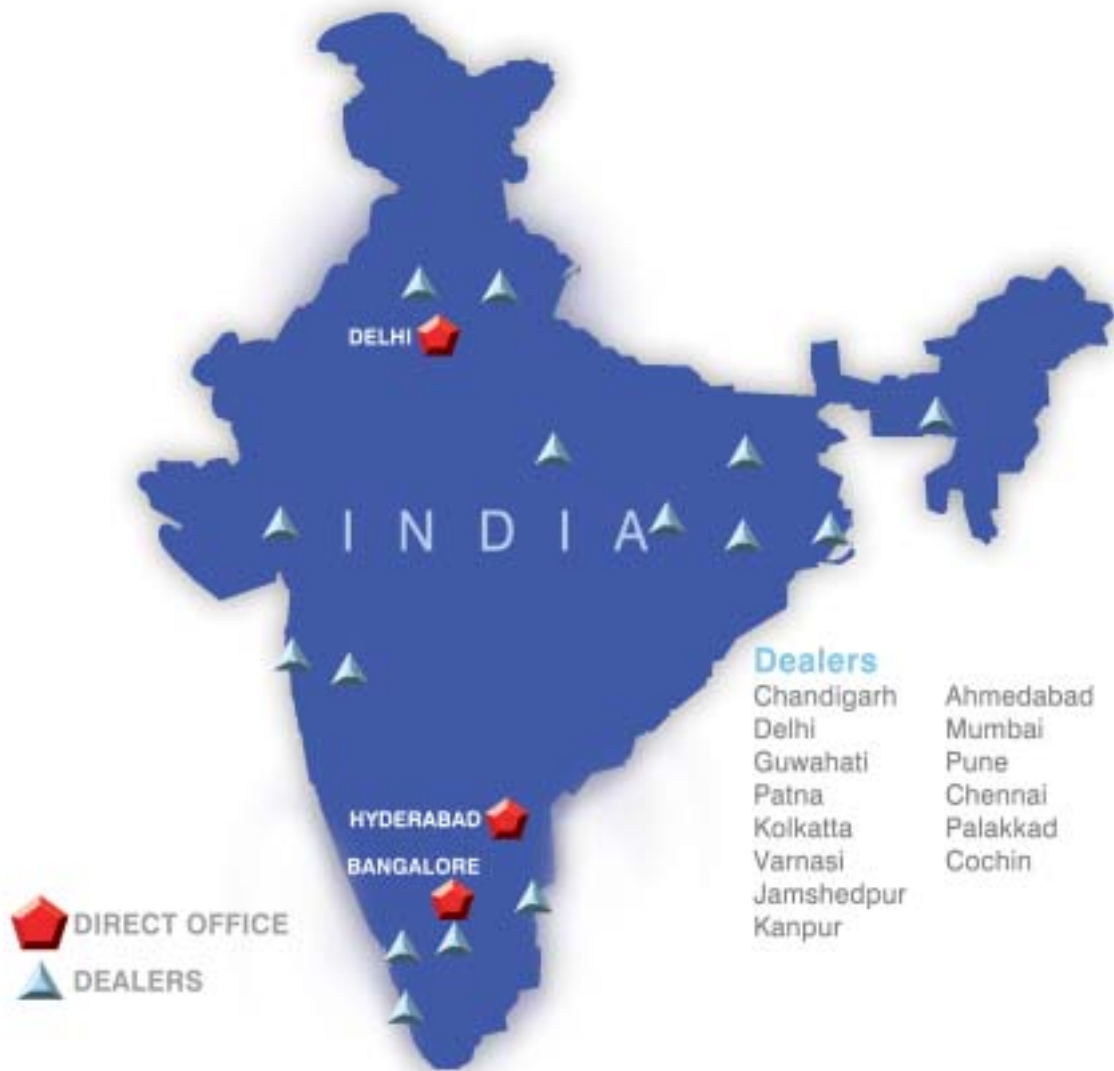 DELHI
INDIA
HYDERABAD
BANGALORE
DIRECT OFFICE
DEALERS
Dealers
Chandigarh
Delhi
Guwahati
Patna
Kolkatta
Varnasi
Jamshedpur
Kanpur
Ahmedabad
Mumbai
Pune
Chennai
Palakkad
Cochin